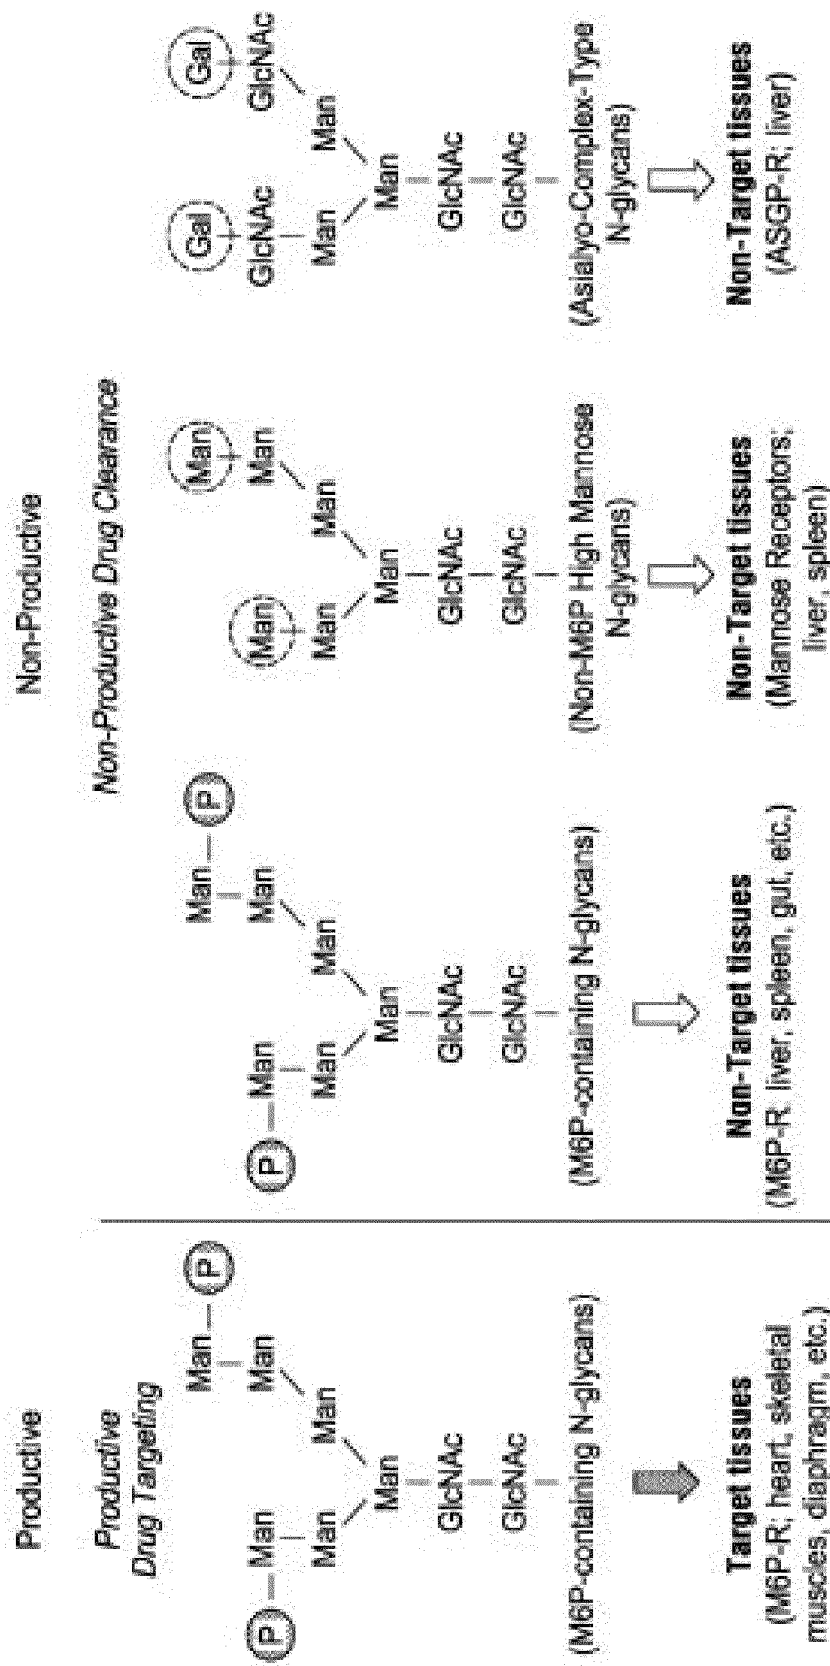 Productive
Productive
Drug Targeting
Man P
P Man Man
Man Man
Man
GlcNAc
GlcNAc
(M6P-containing N-glycans)
Target tissues
(M6P-R; heart, skeletal
muscles, diaphragm, etc.)
Non-Productive
Non-Productive Drug Clearance
Man P
P Man Man
Man Man
Man
GlcNAc
GlcNAc
(M6P-containing N-glycans)
Non-Target tissues
(M6P-R; liver, spleen, gut, etc.)
Man
Man Man
Man Man
Man
GlcNAc
GlcNAc
(Non-M6P High Mannose
N-glycans)
Non-Target tissues
(Mannose Receptors;
liver, spleen)
Gal Gal
GlcNAc GlcNAc
Man Man
Man
GlcNAc
GlcNAc
(Asialyo-Complex-Type
N-glycans)
Non-Target tissues
(ASGP-R; liver)